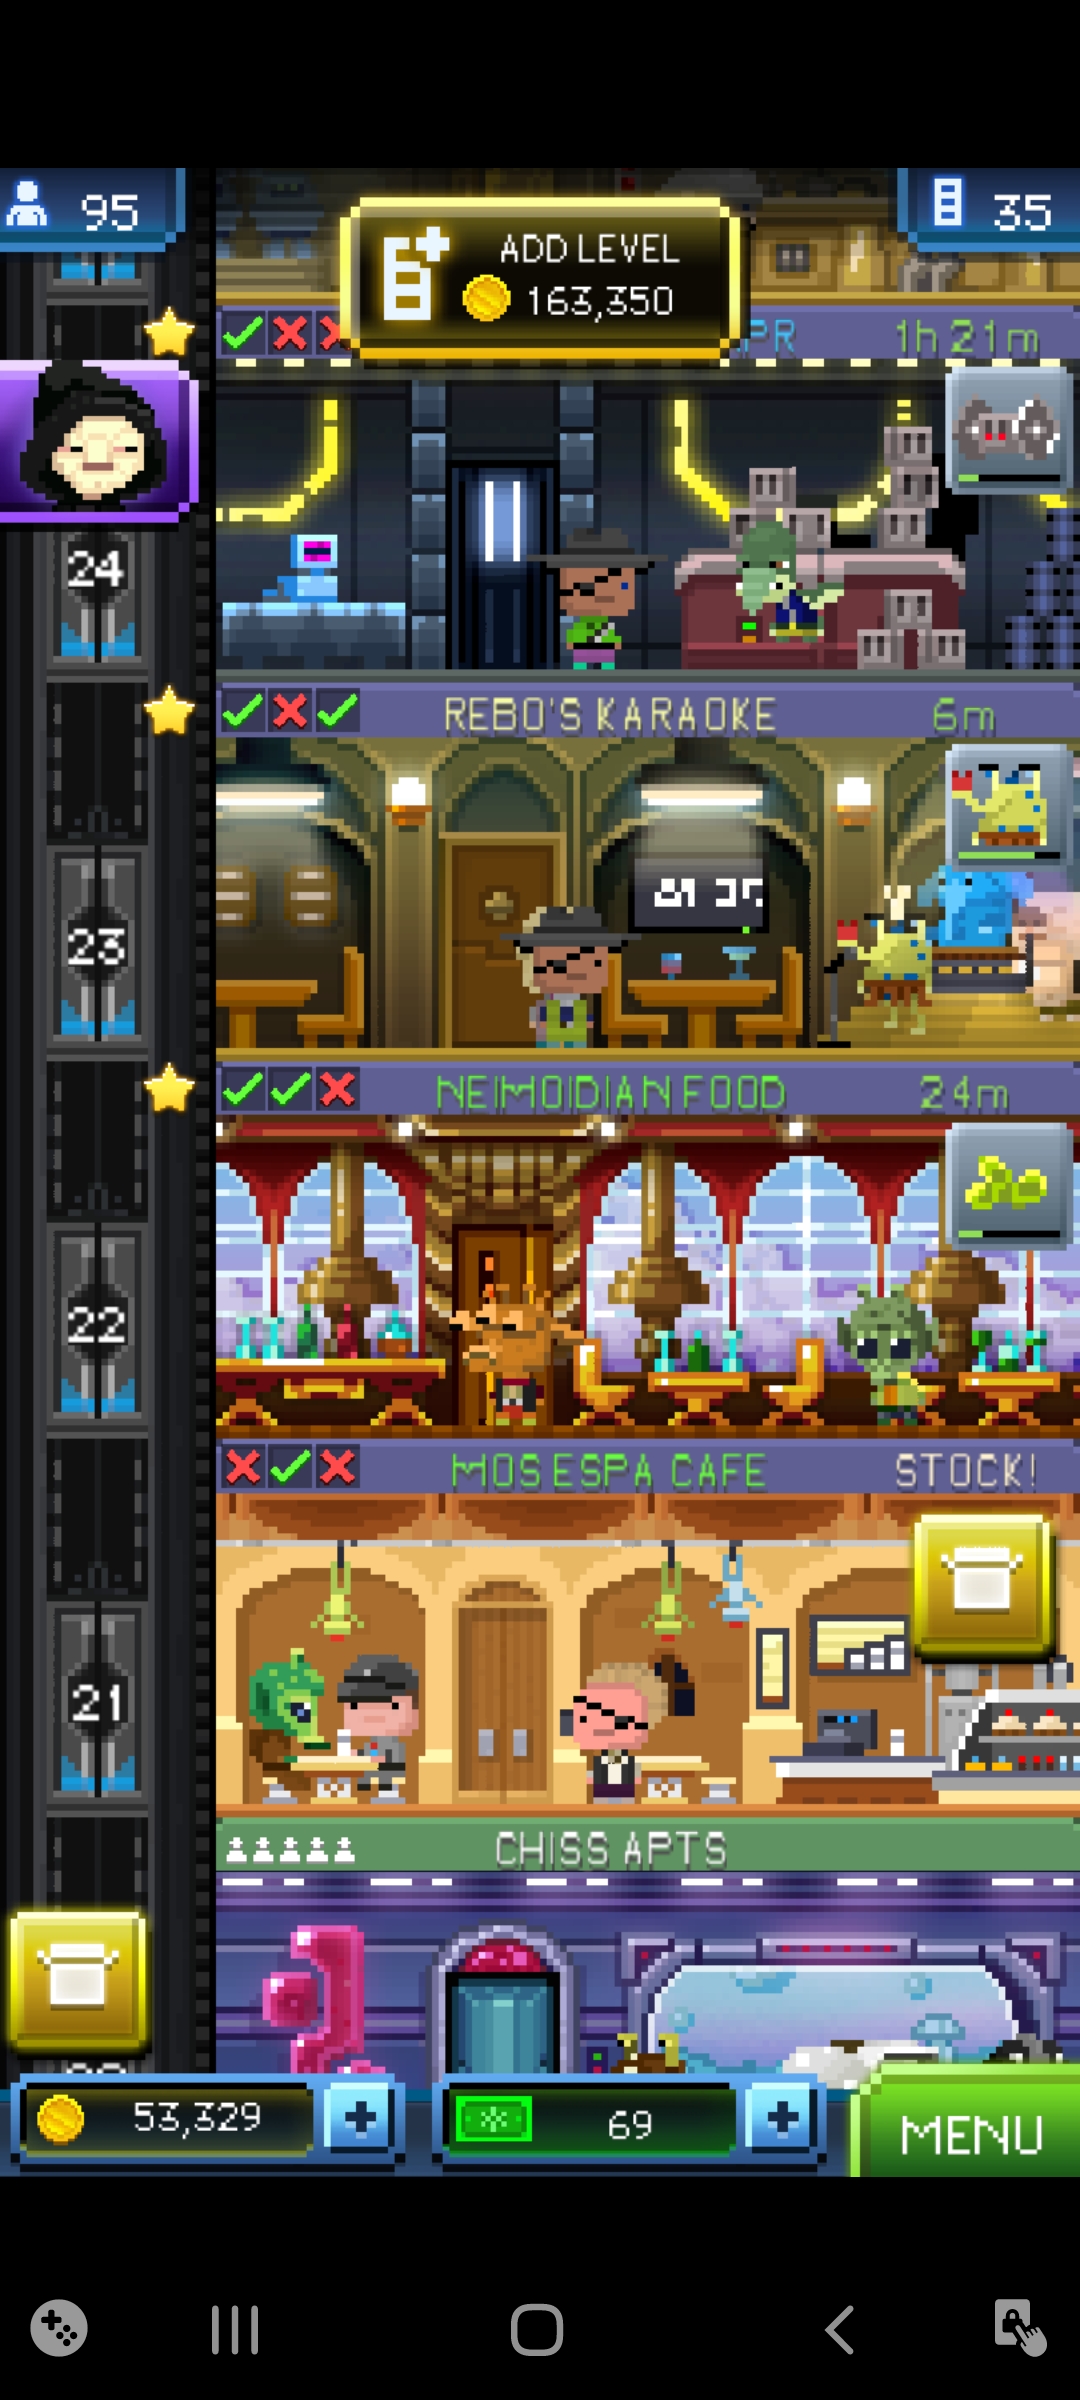 95
ADD LEVEL
163,350
35
PR 1h 21m
24
REBO'S KARAOKE 6m
23
NEIMOIDIAN FOOD 24m
22
MOS ESPA CAFE STOCK!
21
CHISS APTS
53,329
69
MENU